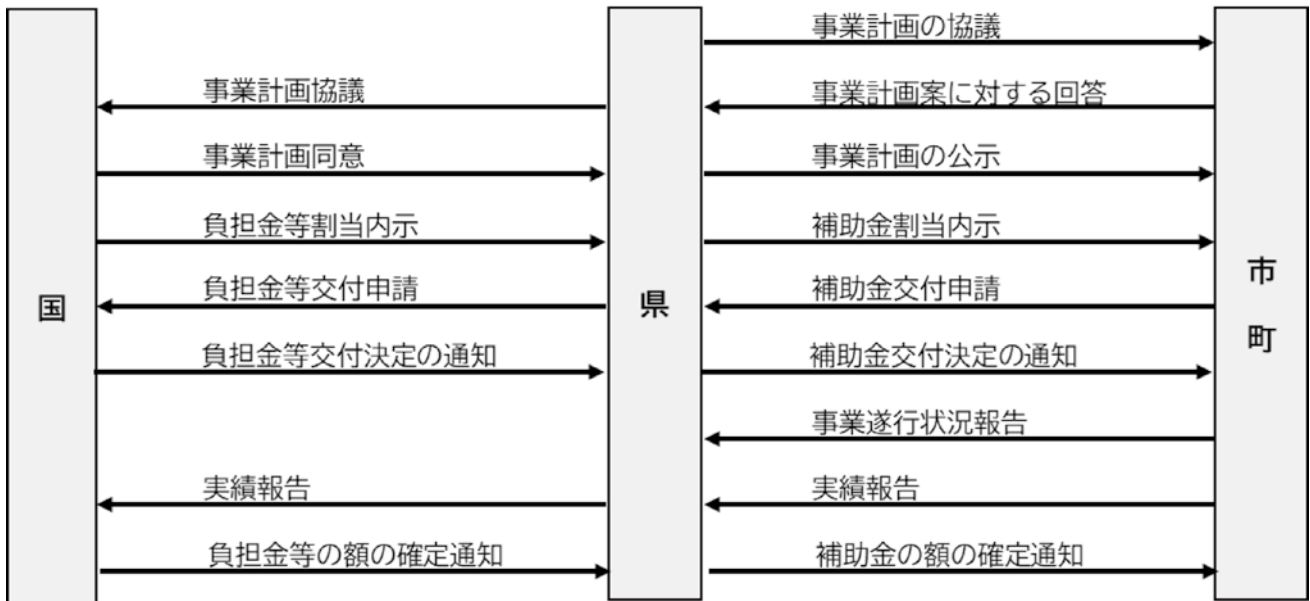 事業計画の協議
事業計画協議
事業計画案に対する回答
事業計画同意
事業計画の公示
負担金等割当内示
補助金割当内示
国
負担金等交付申請
県
補助金交付申請
市
町
負担金等交付決定の通知
補助金交付決定の通知
事業遂行状況報告
実績報告
実績報告
負担金等の額の確定通知
補助金の額の確定通知